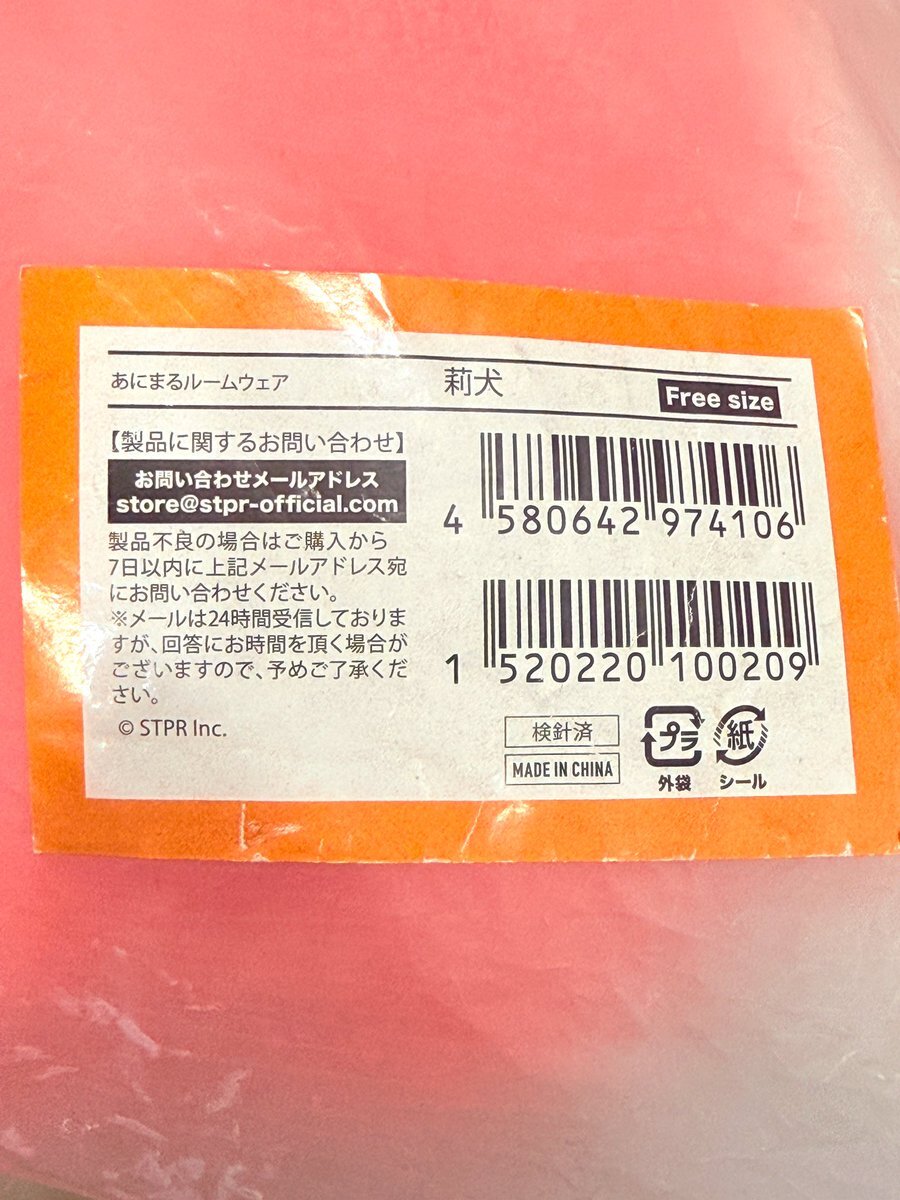 あにまるルームウェア
莉犬
Free size
【製品に関するお問い合わせ】
お問い合わせメールアドレス
store@stpr-official.com
製品不良の場合はご購入から
7日以内に上記メールアドレス宛
にお問い合わせください。
※メールは24時間受信しておりま
すが、回答にお時間を頂く場合が
ございますので、予めご了承くだ
さい。
© STPR Inc.
4 580642 974106
1 520220 100209
検針済
MADE IN CHINA
プラ
外袋
紙
シール